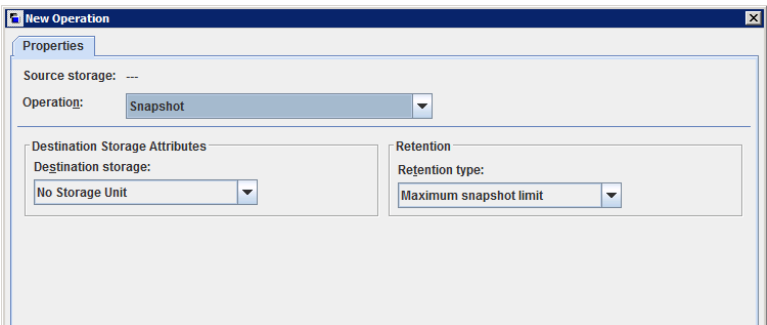 New Operation
Properties
Source storage: ---
Operation: Snapshot
Destination Storage Attributes
Destination storage:
No Storage Unit
Retention
Retention type:
Maximum snapshot limit